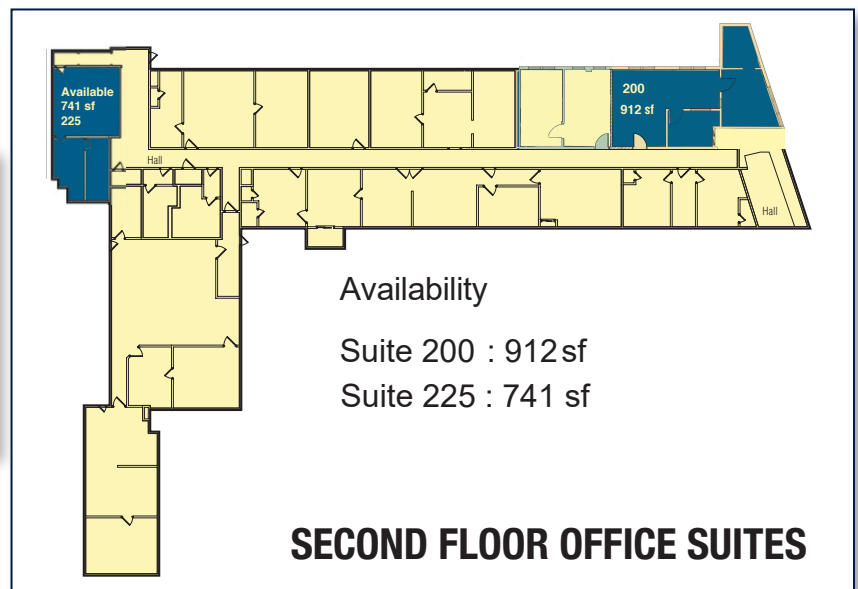 Available
741 sf
225
200
912 sf
Hall
Hall
Availability
Suite 200 : 912 sf
Suite 225 : 741 sf
SECOND FLOOR OFFICE SUITES